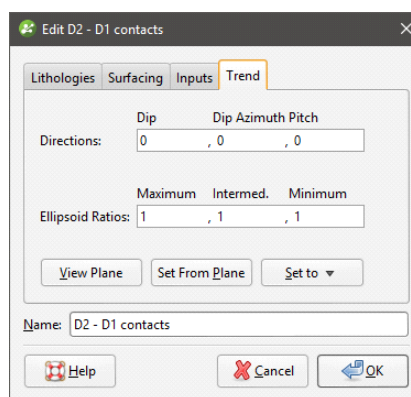 Edit D2 - D1 contacts
Lithologies Surfacing Inputs Trend
Dip Dip Azimuth Pitch
Directions: 0 , 0 , 0
Maximum Intermed. Minimum
Ellipsoid Ratios: 1 , 1 , 1
View Plane Set From Plane Set to
Name: D2 - D1 contacts
Help Cancel OK